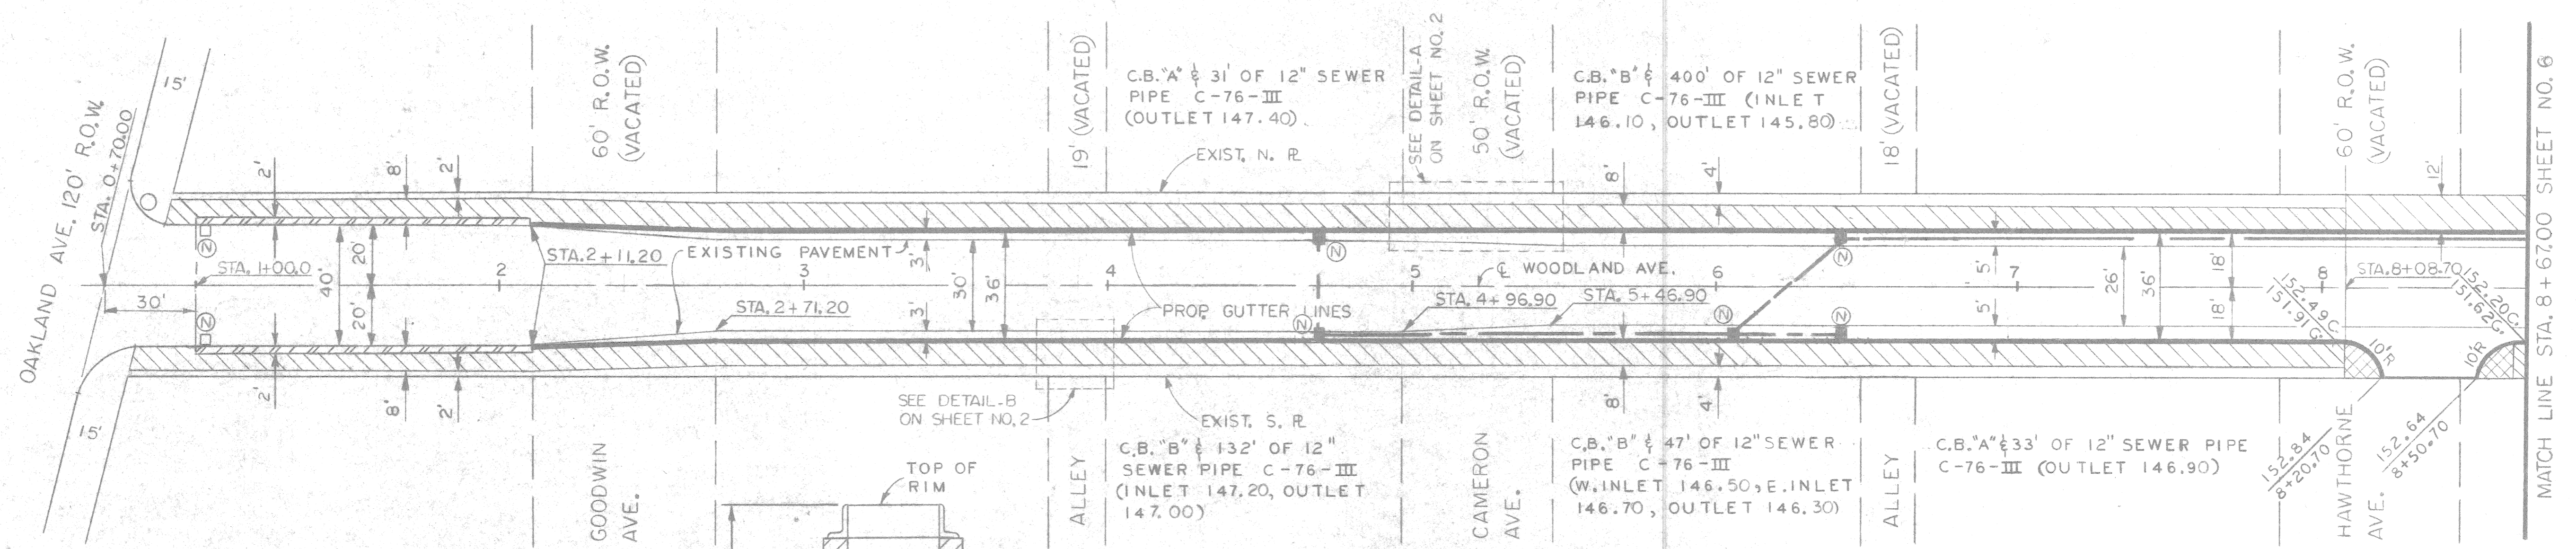 OAKLAND AVE. 120' R.O.W.
STA. 0+70.00
15'
15'
30'
2'
8'
2'
60' R.O.W.
(VACATED)
19' (VACATED)
C.B. "A" & 31' OF 12" SEWER
PIPE C-76-III
(OUTLET 147.40)
EXIST. N. PL
SEE DETAIL-A
ON SHEET NO. 2
50' R.O.W.
(VACATED)
C.B. "B" & 400' OF 12" SEWER
PIPE C-76-III (INLET
146.10, OUTLET 145.80)
8'
4'
18' (VACATED)
60' R.O.W.
(VACATED)
12'
MATCH LINE STA. 8+67.00 SHEET NO. 6
N
N
STA. 1+00.0
40'
20'
20'
2
STA. 2+11.20
EXISTING PAVEMENT
3'
3'
3
STA. 2+71.20
30'
36'
4
PROP. GUTTER LINES
N
N
5
℄ WOODLAND AVE.
STA. 4+96.90
STA. 5+46.90
6
N
N
N
5'
5'
7
26'
36'
18'
18'
8
STA. 8+08.70
152.49C.
151.91G.
152.20C.
151.62G.
10'R
10'R
2'
8'
2'
SEE DETAIL-B
ON SHEET NO. 2
EXIST. S. PL
8'
4'
GOODWIN
AVE.
TOP OF
RIM
ALLEY
C.B. "B" & 132' OF 12"
SEWER PIPE C-76-III
(INLET 147.20, OUTLET
147.00)
CAMERON
AVE.
C.B. "B" & 47' OF 12" SEWER
PIPE C-76-III
(W. INLET 146.50, E. INLET
146.70, OUTLET 146.30)
ALLEY
C.B. "A" & 33' OF 12" SEWER PIPE
C-76-III (OUTLET 146.90)
152.84
8+20.70
HAWTHORNE
AVE.
152.64
8+50.70